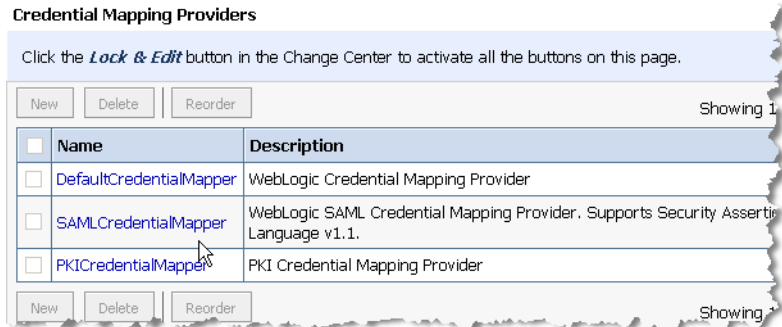 Credential Mapping Providers
Click the Lock & Edit button in the Change Center to activate all the buttons on this page.
New Delete Reorder Showing 1
Name Description
DefaultCredentialMapper WebLogic Credential Mapping Provider
SAMLCredentialMapper WebLogic SAML Credential Mapping Provider. Supports Security
Language v1.1.
PKICredentialMapper PKI Credential Mapping Provider
New Delete Reorder Showing